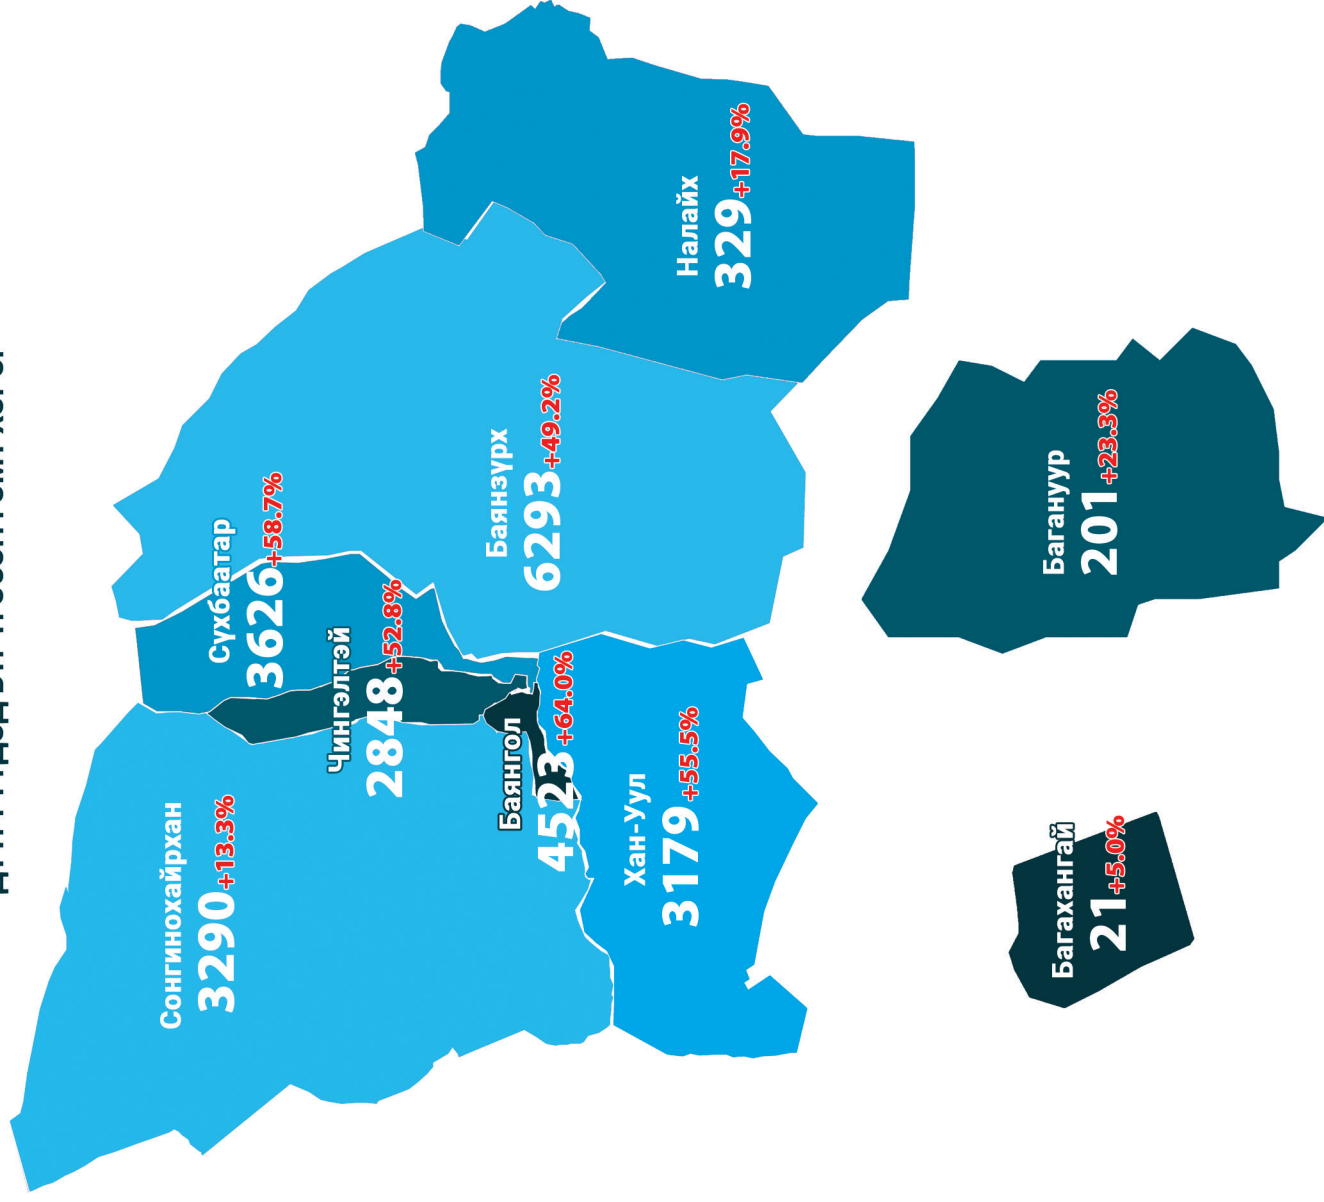 Сонгинохайрхан
3290 +13.3%
Сүхбаатар
3626 +58.7%
Чингэлтэй
2848 +52.8%
Баянгол
4523 +64.0%
Баянзүрх
6293 +49.2%
Хан-Уул
3179 +55.5%
Налайх
329 +17.9%
Багахангай
21 +5.0%
Багануур
201 +23.3%